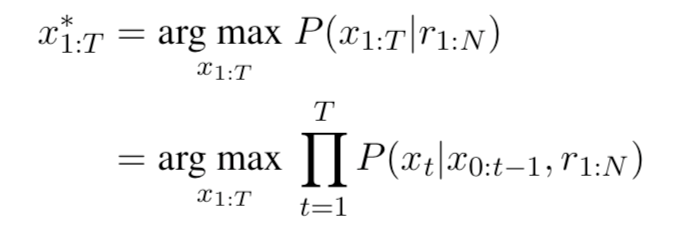 x^*_{1:T} = arg max_{x_{1:T}} P(x_{1:T}|r_{1:N})
= arg max_{x_{1:T}} ∏_{t=1}^{T} P(x_t|x_{0:t−1}, r_{1:N})